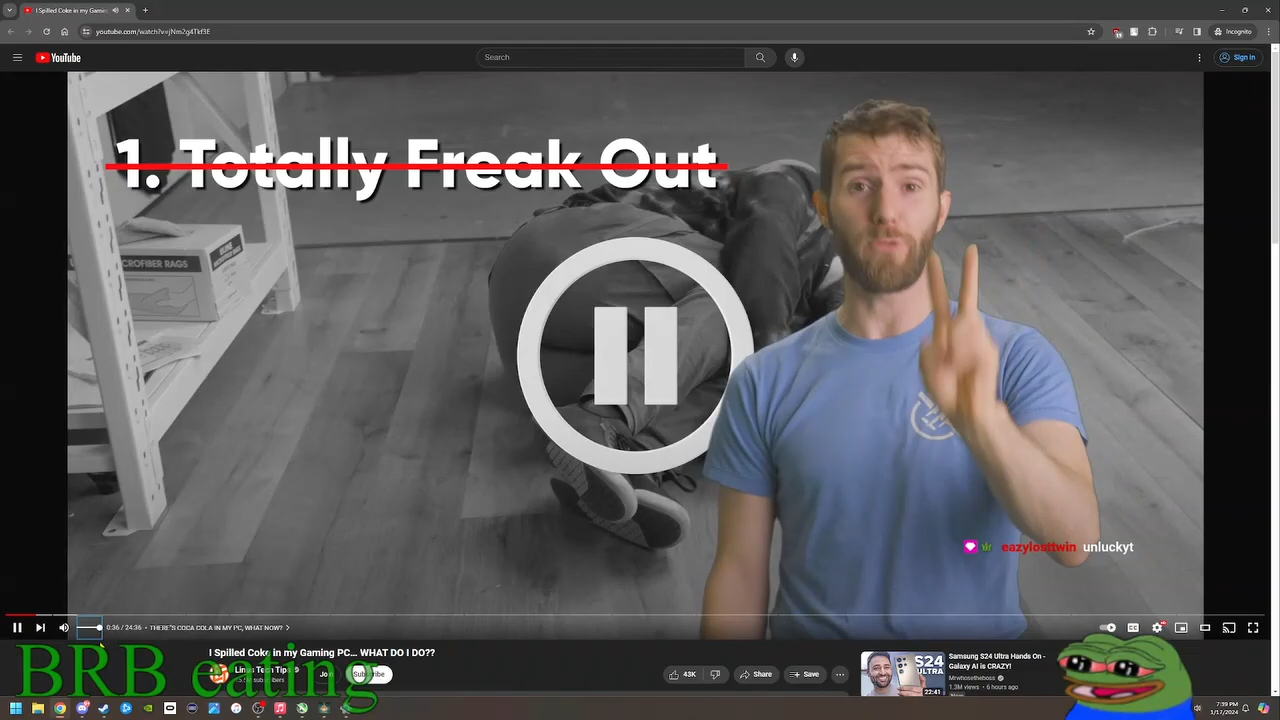 I Spilled Coke in my Gaming
youtube.com/watch?v=jNm2g4Tkf3E
Incognito
YouTube
Search
Sign in
1. Totally Freak Out
MICROFIBER RAGS
eazylosttwin unluckyt
0:36 / 24:36 • THERE'S COCA COLA IN MY PC, WHAT NOW?
I Spilled Coke in my Gaming PC... WHAT DO I DO??
Linus Tech Tips
Join
Subscribe
43K
Share
Save
BRB eating
Samsung S24 Ultra Hands On -
Galaxy AI is CRAZY!
Mrwhosetheboss
1.3M views • 6 hours ago
New
S24
ULTRA
22:41
7:39 PM
1/17/2024